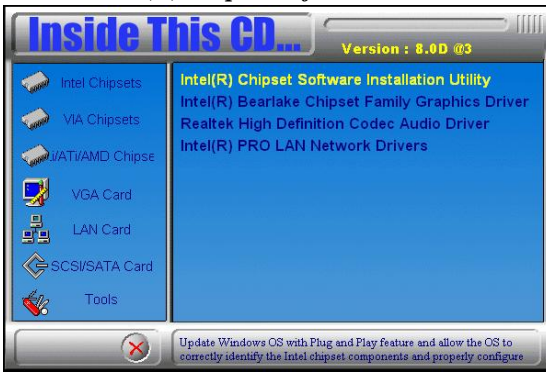 Inside This CD...
Version : 8.0D @3
Intel Chipsets
VIA Chipsets
i/ATi/AMD Chipse
VGA Card
LAN Card
SCSI/SATA Card
Tools
Intel(R) Chipset Software Installation Utility
Intel(R) Bearlake Chipset Family Graphics Driver
Realtek High Definition Codec Audio Driver
Intel(R) PRO LAN Network Drivers
Update Windows OS with Plug and Play feature and allow the OS to
correctly identify the Intel chipset components and properly configure